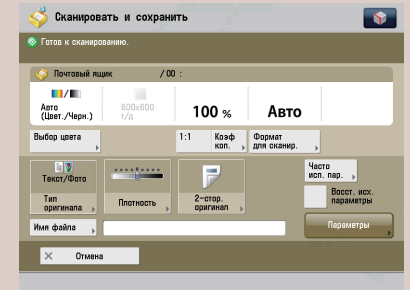 Сканировать и сохранить
Готов к сканированию.
Почтовый ящик /00 :
Авто
(Цвет./Черн.)
600x600
т/д
100 %
Авто
Выбор цвета
1:1
Коэф
коп.
Формат
для сканир.
Текст/Фото
Тип
оригинала
Плотность
2-стор.
оригинал
Часто
исп. пар.
Восст. исх.
параметры
Имя файла
Параметры
Отмена